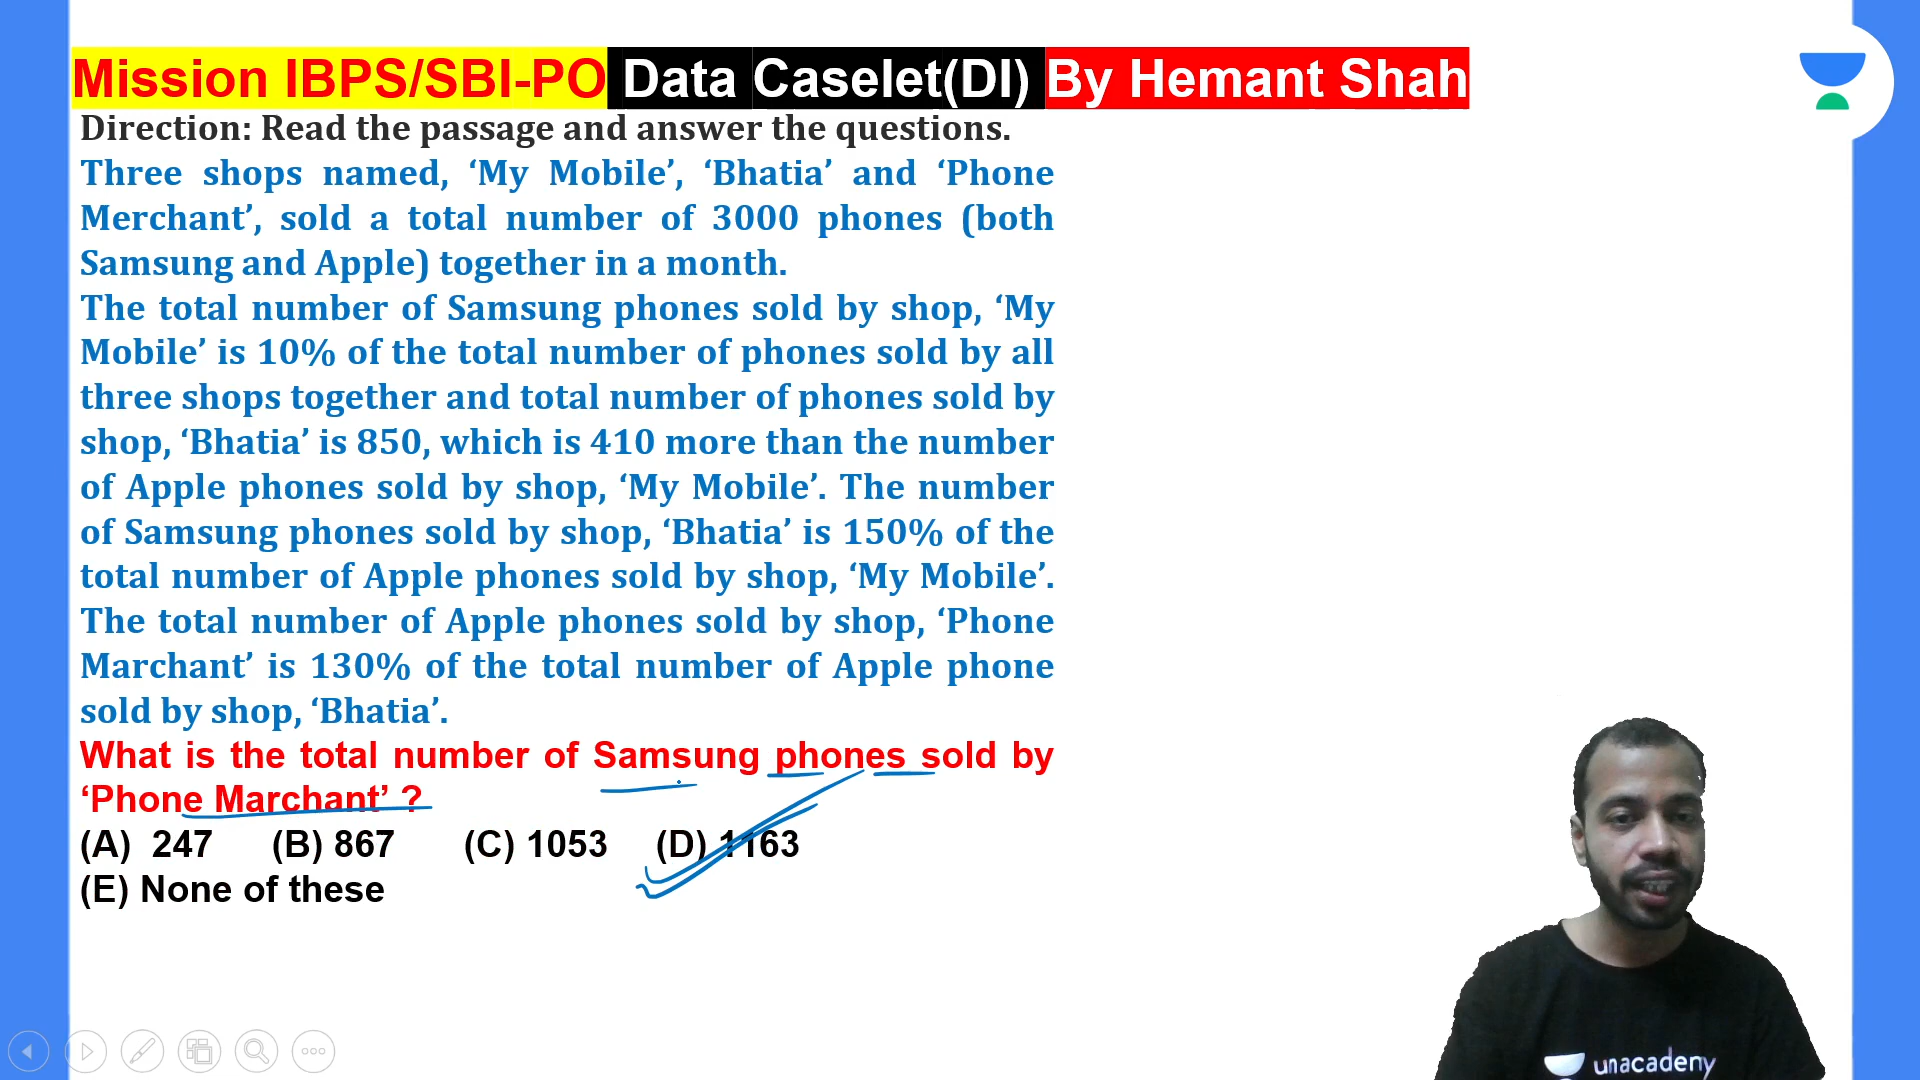 Mission IBPS/SBI-PO Data Caselet(DI) By Hemant Shah
Direction: Read the passage and answer the questions.
Three shops named, ‘My Mobile’, ‘Bhatia’ and ‘Phone
Merchant’, sold a total number of 3000 phones (both
Samsung and Apple) together in a month.
The total number of Samsung phones sold by shop, ‘My
Mobile’ is 10% of the total number of phones sold by all
three shops together and total number of phones sold by
shop, ‘Bhatia’ is 850, which is 410 more than the number
of Apple phones sold by shop, ‘My Mobile’. The number
of Samsung phones sold by shop, ‘Bhatia’ is 150% of the
total number of Apple phones sold by shop, ‘My Mobile’.
The total number of Apple phones sold by shop, ‘Phone
Marchant’ is 130% of the total number of Apple phone
sold by shop, ‘Bhatia’.
What is the total number of Samsung phones sold by
‘Phone Marchant’ ?
(A) 247 (B) 867 (C) 1053 (D) 1163
(E) None of these
unacademy